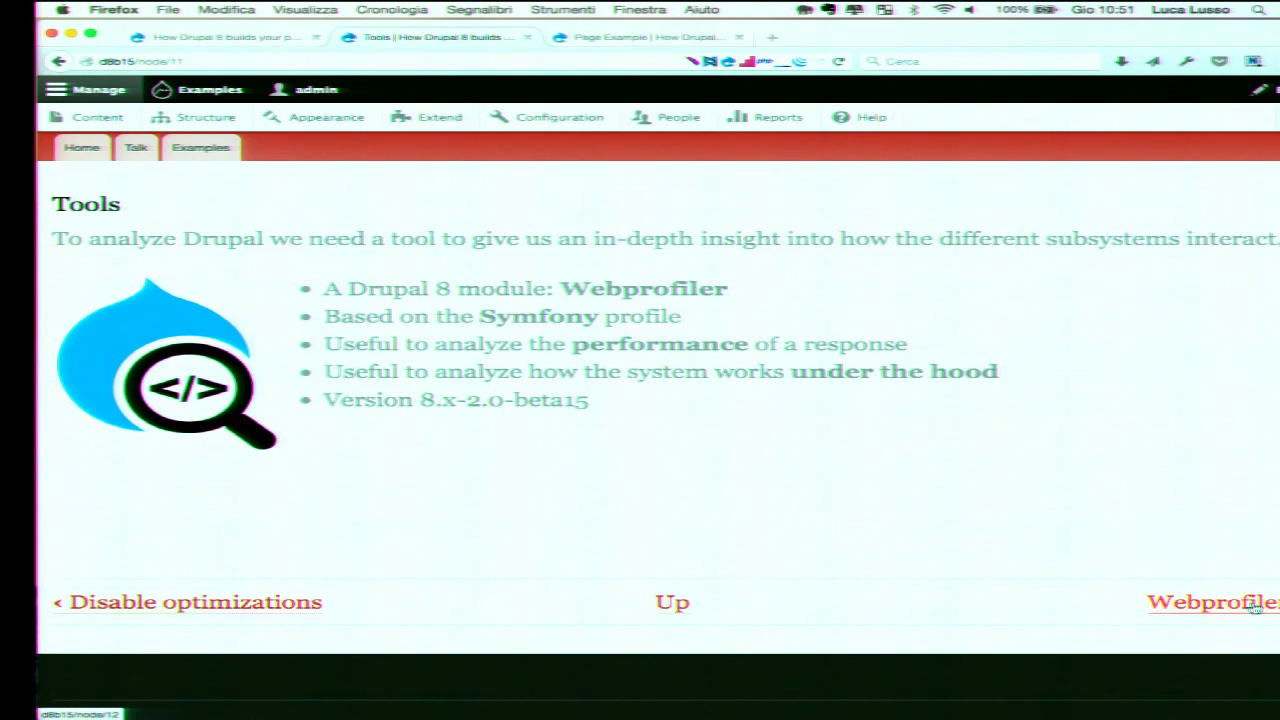 Firefox File Modifica Visualizza Cronologia Segnalibri Strumenti Finestra Aiuto 100% Gio 10:51 Luca Lusso
How Drupal 8 builds your p... Tools | How Drupal 8 builds ... Page Example | How Drupal...
d8b15/node/11 php Cerca
Manage Examples admin
Content Structure Appearance Extend Configuration People Reports Help
Home Talk Examples
Tools
To analyze Drupal we need a tool to give us an in-depth insight into how the different subsystems interact.
• A Drupal 8 module: Webprofiler
• Based on the Symfony profile
• Useful to analyze the performance of a response
</>
• Useful to analyze how the system works under the hood
• Version 8.x-2.0-beta15
‹ Disable optimizations Up Webprofiler
d8b15/node/12